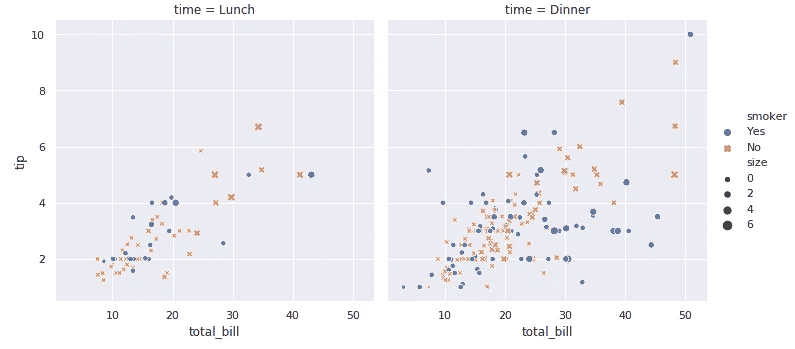 time = Lunch
time = Dinner
10
8
6
4
2
tip
10
20
30
40
50
total_bill
10
20
30
40
50
total_bill
smoker
Yes
No
size
0
2
4
6